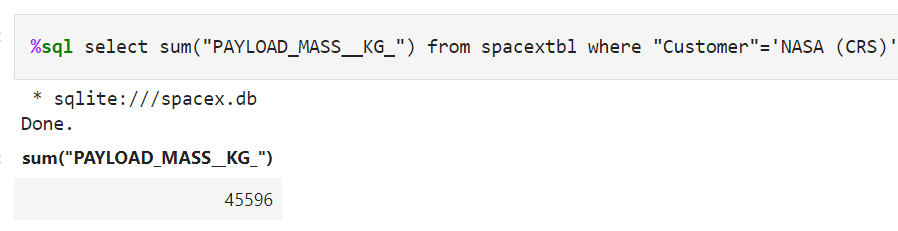 %sql select sum("PAYLOAD_MASS__KG_") from spacextbl where "Customer"='NASA (CRS)'
* sqlite:///spacex.db
Done.
sum("PAYLOAD_MASS__KG_")
45596